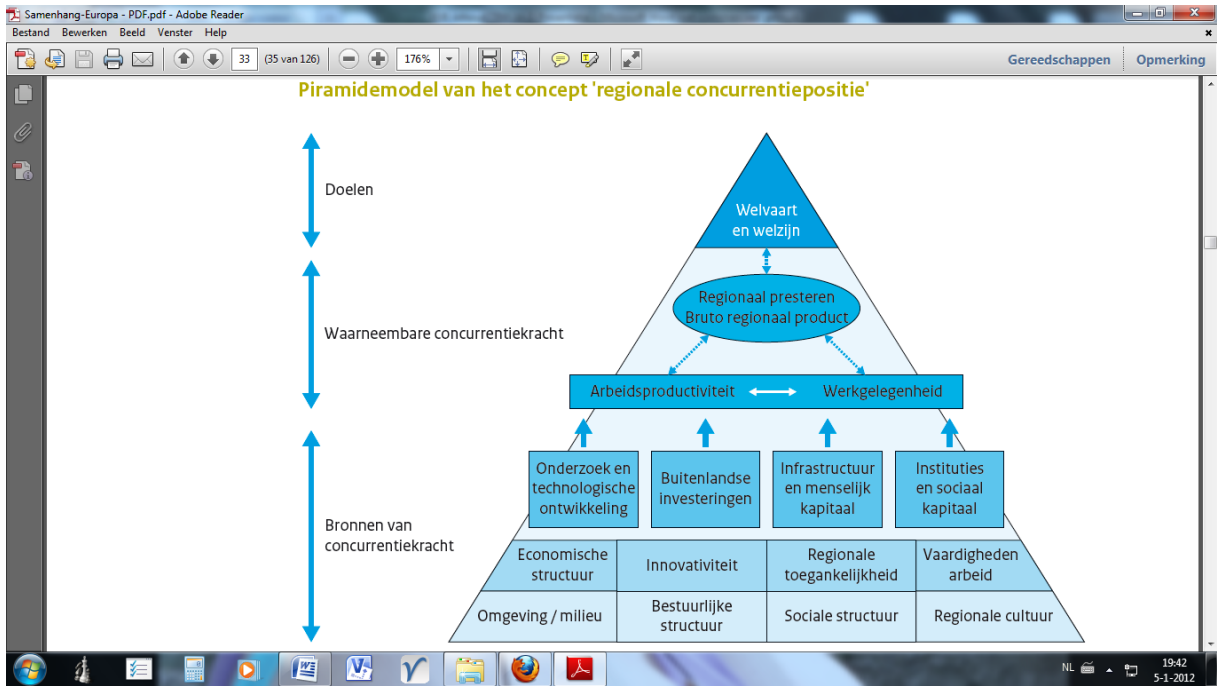 Samenhang-Europa - PDF.pdf - Adobe Reader
Bestand Bewerken Beeld Venster Help
33 (35 van 126) 176% Gereedschappen Opmerking
Piramidemodel van het concept 'regionale concurrentiepositie'
Doelen
Welvaart
en welzijn
Waarneembare concurrentiekracht
Regionaal presteren
Bruto regionaal product
Arbeidsproductiviteit
Werkgelegenheid
Bronnen van
concurrentiekracht
Onderzoek en
technologische
ontwikkeling
Buitenlandse
investeringen
Infrastructuur
en menselijk
kapitaal
Instituties
en sociaal
kapitaal
Economische
structuur
Innovativiteit
Regionale
toegankelijkheid
Vaardigheden
arbeid
Omgeving / milieu
Bestuurlijke
structuur
Sociale structuur
Regionale cultuur
NL
19:42
5-1-2012